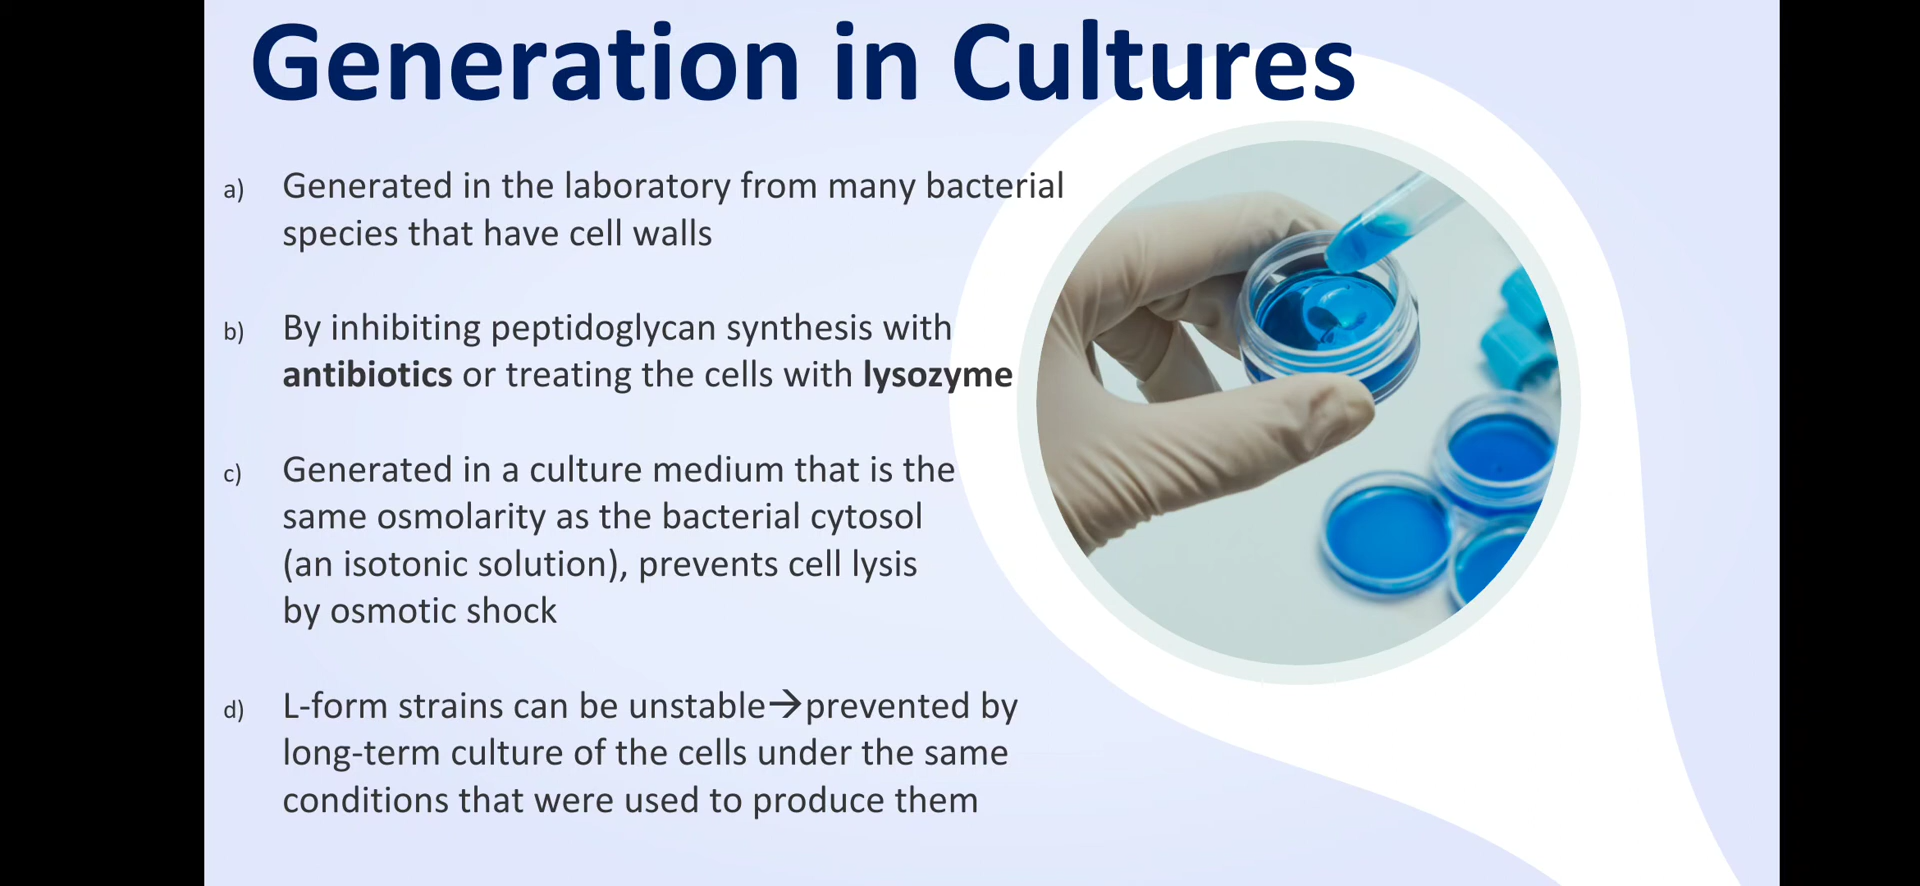 Generation in Cultures
a) Generated in the laboratory from many bacterial
species that have cell walls
b) By inhibiting peptidoglycan synthesis with
antibiotics or treating the cells with lysozyme
c) Generated in a culture medium that is the
same osmolarity as the bacterial cytosol
(an isotonic solution), prevents cell lysis
by osmotic shock
d) L-form strains can be unstable→prevented by
long-term culture of the cells under the same
conditions that were used to produce them